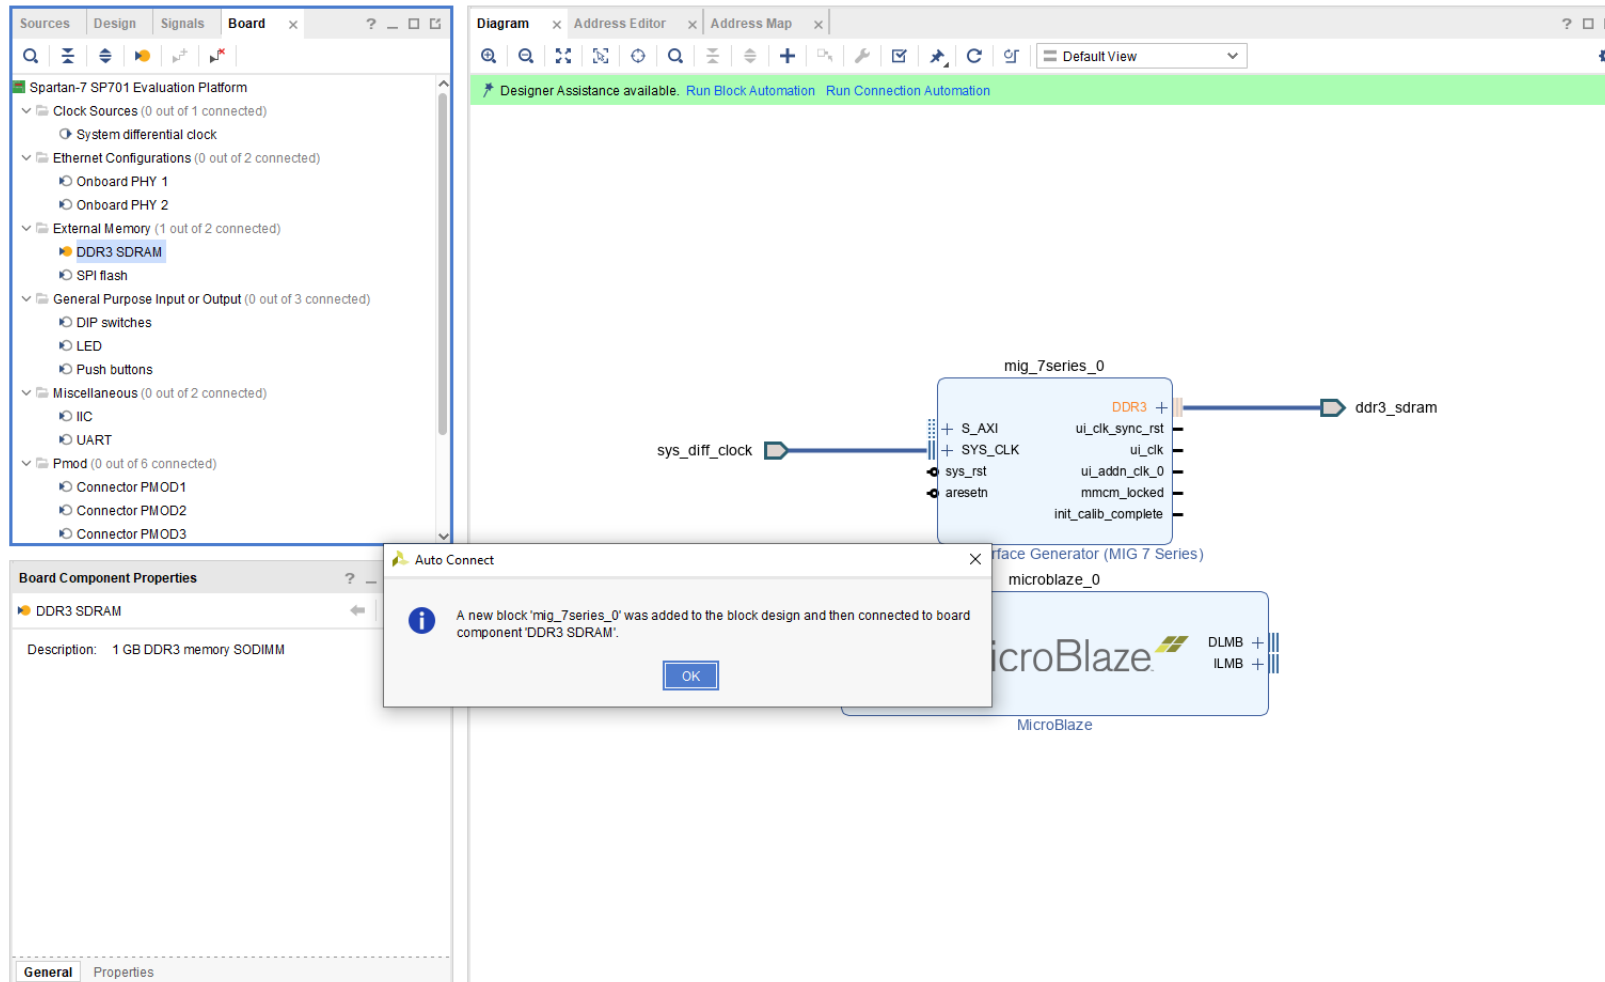 Sources Design Signals Board
Spartan-7 SP701 Evaluation Platform
Clock Sources (0 out of 1 connected)
System differential clock
Ethernet Configurations (0 out of 2 connected)
Onboard PHY 1
Onboard PHY 2
External Memory (1 out of 2 connected)
DDR3 SDRAM
SPI flash
General Purpose Input or Output (0 out of 3 connected)
DIP switches
LED
Push buttons
Miscellaneous (0 out of 2 connected)
IIC
UART
Pmod (0 out of 6 connected)
Connector PMOD1
Connector PMOD2
Connector PMOD3
Board Component Properties
DDR3 SDRAM
Description: 1 GB DDR3 memory SODIMM
General Properties
Diagram Address Editor Address Map
Default View
Designer Assistance available. Run Block Automation Run Connection Automation
mig_7series_0
DDR3
ddr3_sdram
S_AXI
ui_clk_sync_rst
sys_diff_clock
SYS_CLK
ui_clk
sys_rst
ui_addn_clk_0
aresetn
mmcm_locked
init_calib_complete
rface Generator (MIG 7 Series)
microblaze_0
icroBlaze
DLMB
ILMB
MicroBlaze
Auto Connect
A new block 'mig_7series_0' was added to the block design and then connected to board
component 'DDR3 SDRAM'.
OK